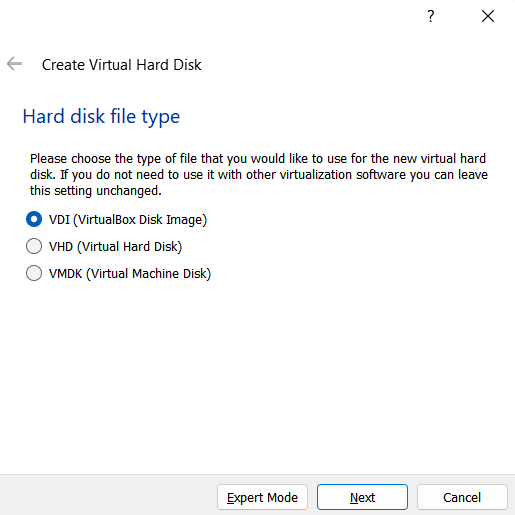 ?
Create Virtual Hard Disk
Hard disk file type
Please choose the type of file that you would like to use for the new virtual hard
disk. If you do not need to use it with other virtualization software you can leave
this setting unchanged.
VDI (VirtualBox Disk Image)
VHD (Virtual Hard Disk)
VMDK (Virtual Machine Disk)
Expert Mode Next Cancel